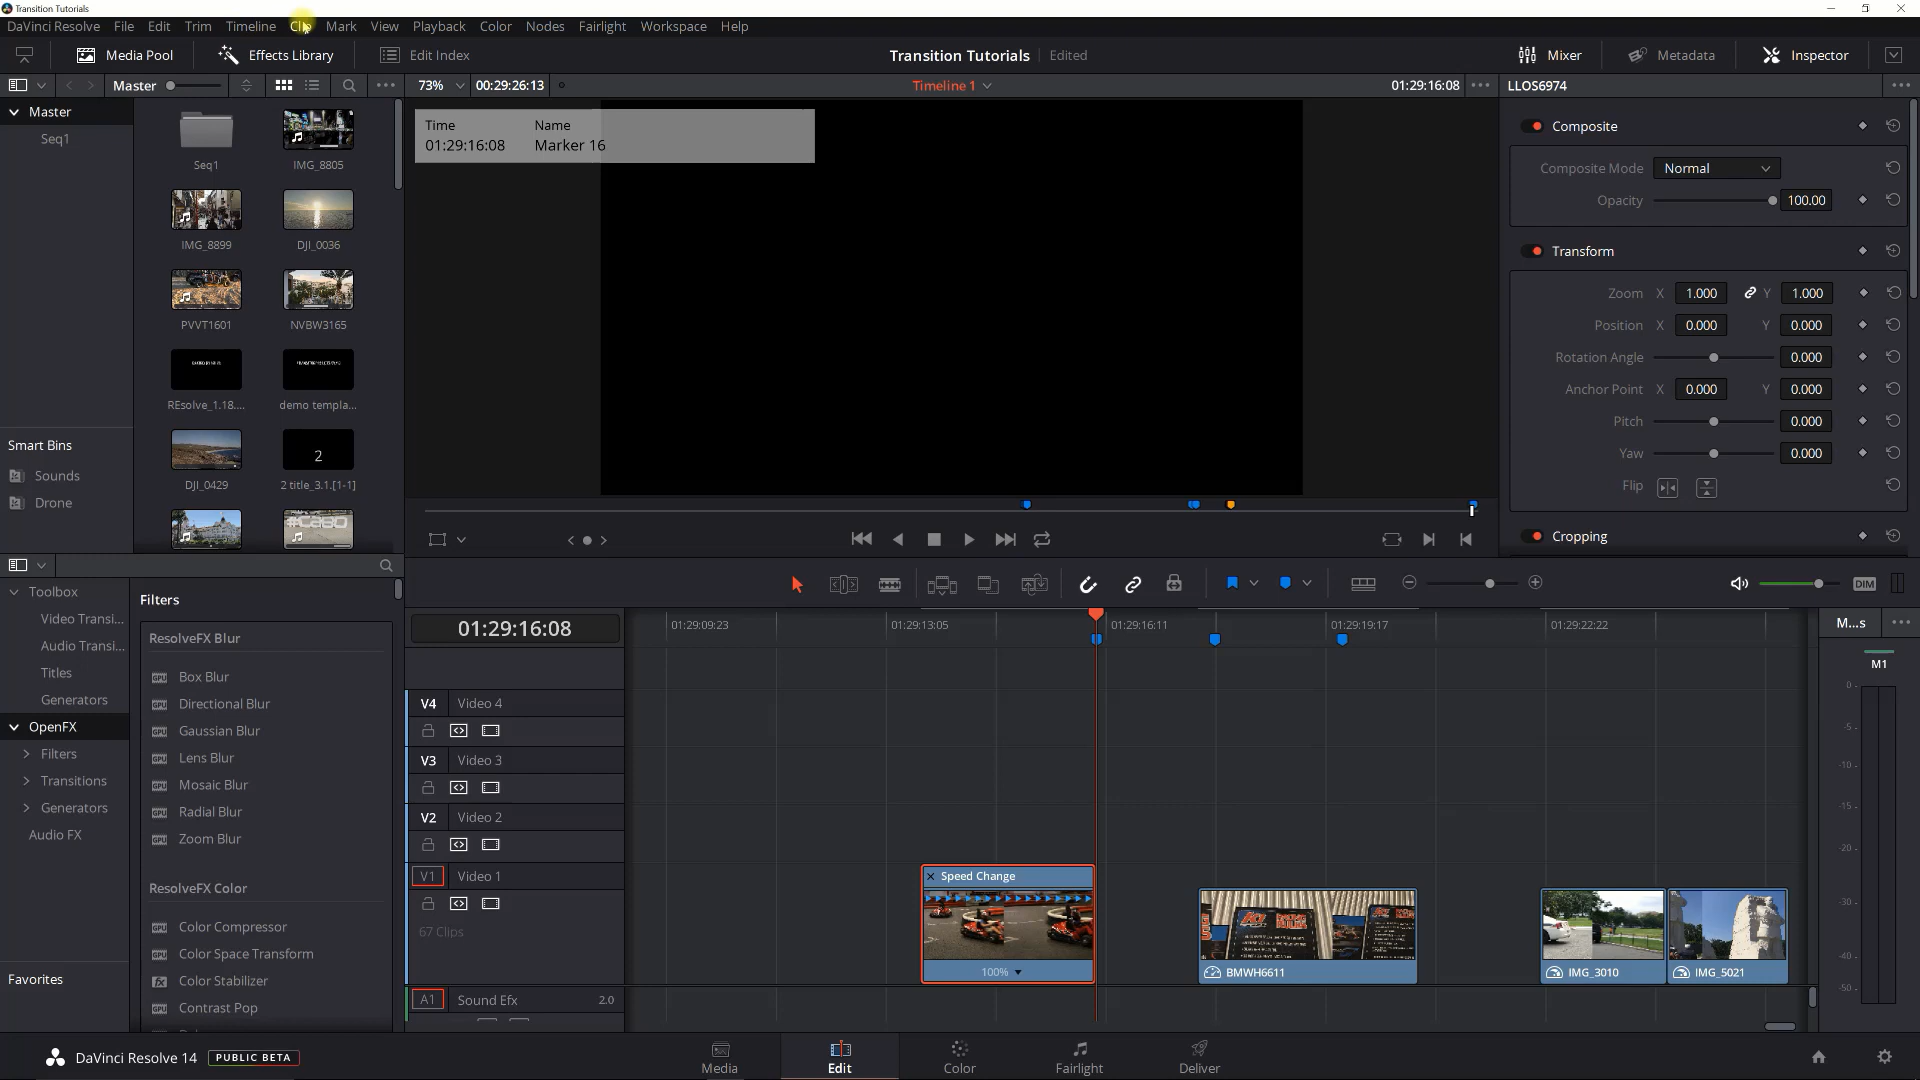 Transition Tutorials
DaVinci Resolve File Edit Trim Timeline Clip Mark View Playback Color Nodes Fairlight Workspace Help
Media Pool Effects Library Edit Index Transition Tutorials Edited Mixer Metadata Inspector
Master 73% 00:29:26:13 Timeline 1 01:29:16:08 LLOS6974
Master
Seq1
Seq1 IMG_8805
IMG_8899 DJI_0036
PVVT1601 NVBW3165
REsolve_1.18.... demo templa...
2
DJI_0429 2 title_3.1.[1-1]
Smart Bins
Sounds
Drone
Time Name
01:29:16:08 Marker 16
Composite
Composite Mode Normal
Opacity 100.00
Transform
Zoom X 1.000 Y 1.000
Position X 0.000 Y 0.000
Rotation Angle 0.000
Anchor Point X 0.000 Y 0.000
Pitch 0.000
Yaw 0.000
Flip
Cropping
Toolbox
Video Transi...
Audio Transi...
Titles
Generators
OpenFX
Filters
Transitions
Generators
Audio FX
Favorites
Filters
ResolveFX Blur
Box Blur
Directional Blur
Gaussian Blur
Lens Blur
Mosaic Blur
Radial Blur
Zoom Blur
ResolveFX Color
Color Compressor
Color Space Transform
Color Stabilizer
Contrast Pop
DIM
01:29:16:08 01:29:09:23 01:29:13:05 01:29:16:11 01:29:19:17 01:29:22:22 M...s
M1
V4 Video 4
V3 Video 3
V2 Video 2
V1 Video 1
67 Clips
A1 Sound Efx 2.0
Speed Change
100%
BMWH6611
IMG_3010
IMG_5021
0
-5
-10
-15
-20
-30
-40
-50
DaVinci Resolve 14 PUBLIC BETA
Media Edit Color Fairlight Deliver